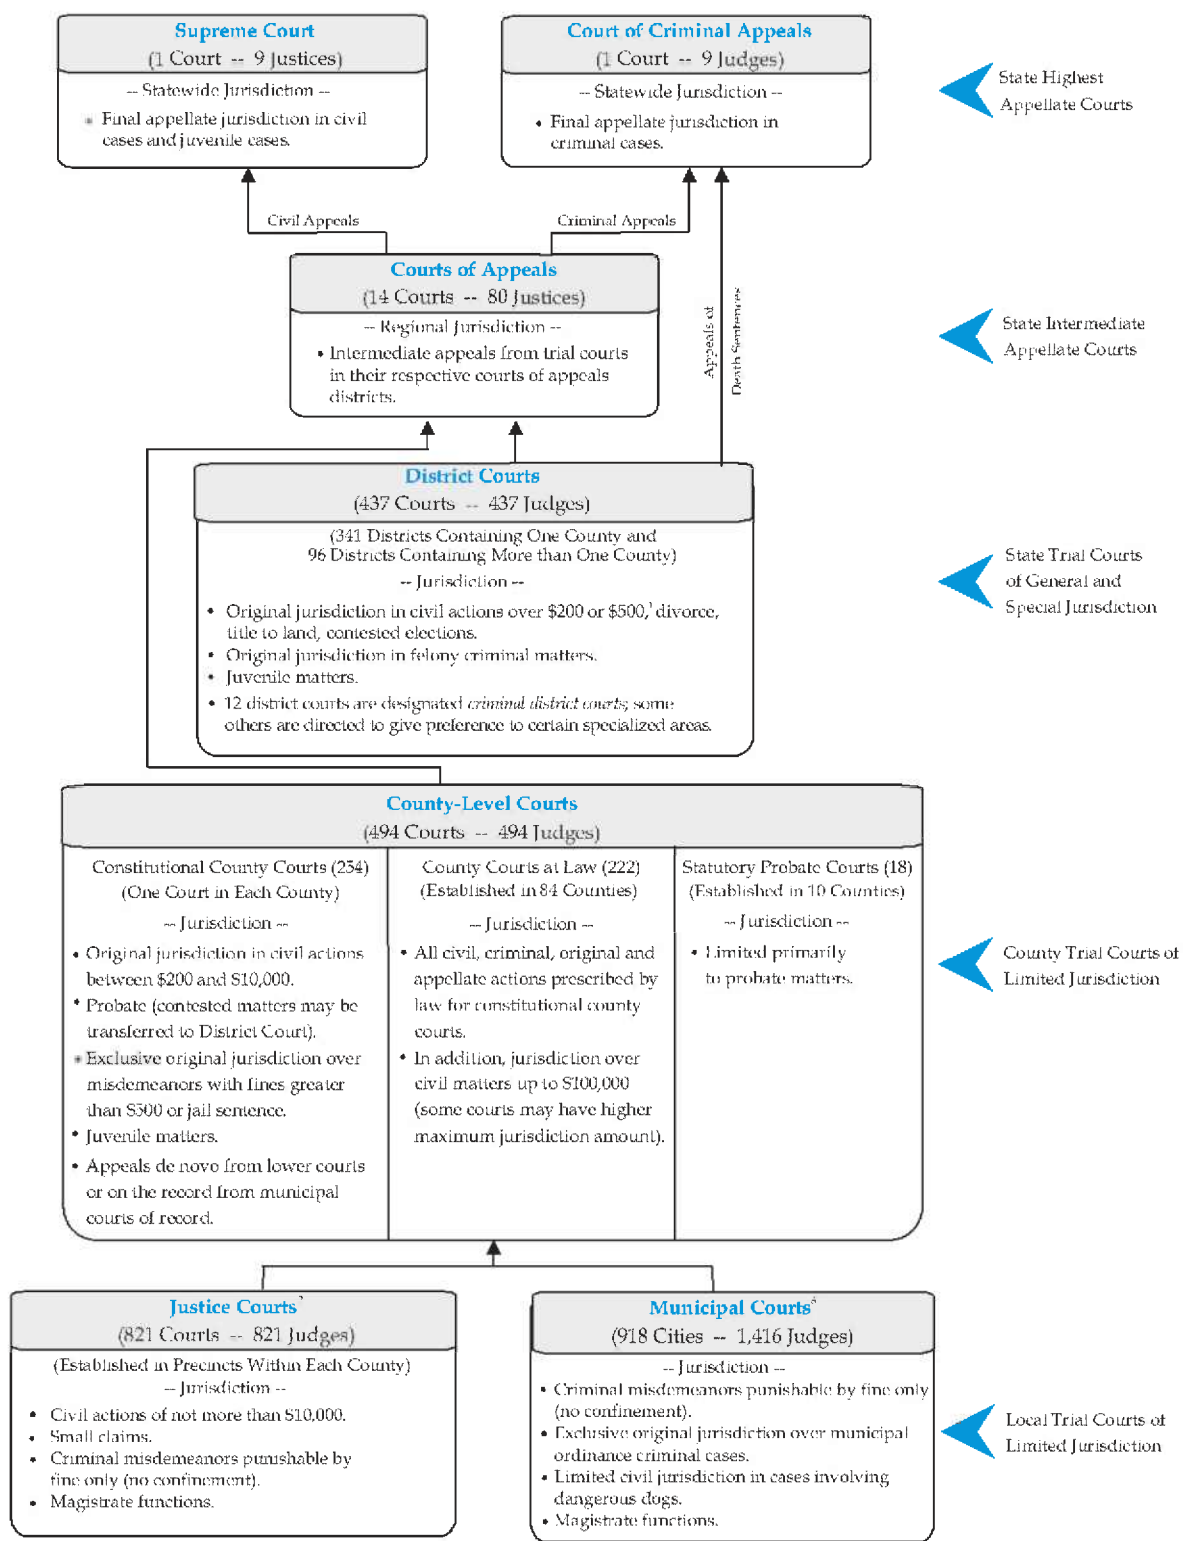 Supreme Court
(1 Court -- 9 Justices)
-- Statewide Jurisdiction --
• Final appellate jurisdiction in civil
cases and juvenile cases.
Court of Criminal Appeals
(1 Court -- 9 Judges)
-- Statewide Jurisdiction --
• Final appellate jurisdiction in
criminal cases.
State Highest
Appellate Courts
Civil Appeals
Criminal Appeals
Courts of Appeals
(14 Courts -- 80 Justices)
-- Regional Jurisdiction --
• Intermediate appeals from trial courts
in their respective courts of appeals
districts.
Appeals of
Death Sentences
State Intermediate
Appellate Courts
District Courts
(437 Courts -- 437 Judges)
(341 Districts Containing One County and
96 Districts Containing More than One County)
-- Jurisdiction --
• Original jurisdiction in civil actions over $200 or $500,¹ divorce,
title to land, contested elections.
• Original jurisdiction in felony criminal matters.
• Juvenile matters.
• 12 district courts are designated criminal district courts; some
others are directed to give preference to certain specialized areas.
State Trial Courts
of General and
Special Jurisdiction
County-Level Courts
(494 Courts -- 494 Judges)
Constitutional County Courts (254)
(One Court in Each County)
-- Jurisdiction --
• Original jurisdiction in civil actions
between $200 and $10,000.
• Probate (contested matters may be
transferred to District Court).
• Exclusive original jurisdiction over
misdemeanors with fines greater
than $500 or jail sentence.
• Juvenile matters.
• Appeals de novo from lower courts
or on the record from municipal
courts of record.
County Courts at Law (222)
(Established in 84 Counties)
-- Jurisdiction --
• All civil, criminal, original and
appellate actions prescribed by
law for constitutional county
courts.
• In addition, jurisdiction over
civil matters up to $100,000
(some courts may have higher
maximum jurisdiction amount).
Statutory Probate Courts (18)
(Established in 10 Counties)
-- Jurisdiction --
• Limited primarily
to probate matters.
County Trial Courts of
Limited Jurisdiction
Justice Courts²
(821 Courts -- 821 Judges)
(Established in Precincts Within Each County)
-- Jurisdiction --
• Civil actions of not more than $10,000.
• Small claims.
• Criminal misdemeanors punishable by
fine only (no confinement).
• Magistrate functions.
Municipal Courts³
(918 Cities -- 1,416 Judges)
-- Jurisdiction --
• Criminal misdemeanors punishable by fine only
(no confinement).
• Exclusive original jurisdiction over municipal
ordinance criminal cases.
• Limited civil jurisdiction in cases involving
dangerous dogs.
• Magistrate functions.
Local Trial Courts of
Limited Jurisdiction